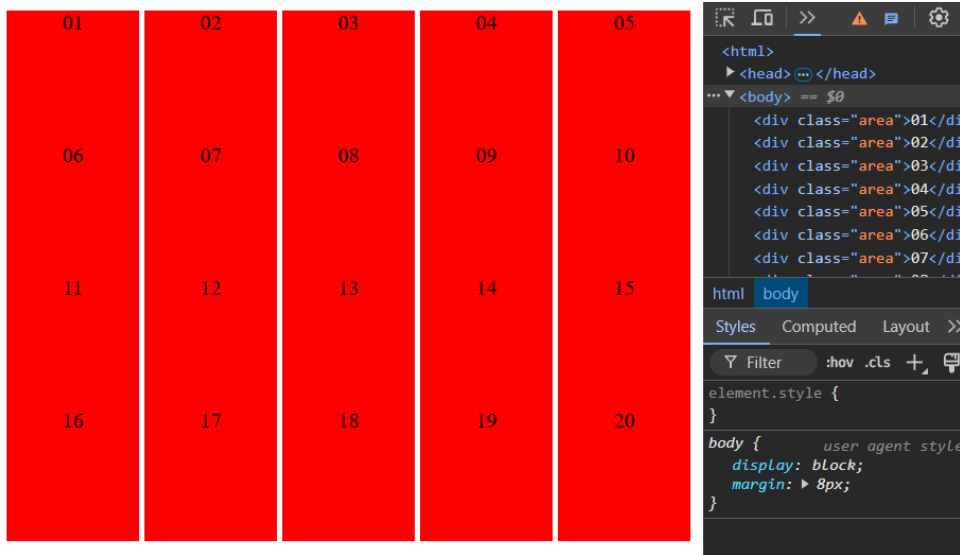 01 02 03 04 05
06 07 08 09 10
11 12 13 14 15
16 17 18 19 20
<html>
<head> ··· </head>
··· <body> == $0
<div class="area">01</di
<div class="area">02</di
<div class="area">03</di
<div class="area">04</di
<div class="area">05</di
<div class="area">06</di
<div class="area">07</di
html body
Styles Computed Layout
Filter :hov .cls
element.style {
}
body { user agent style
display: block;
margin: 8px;
}